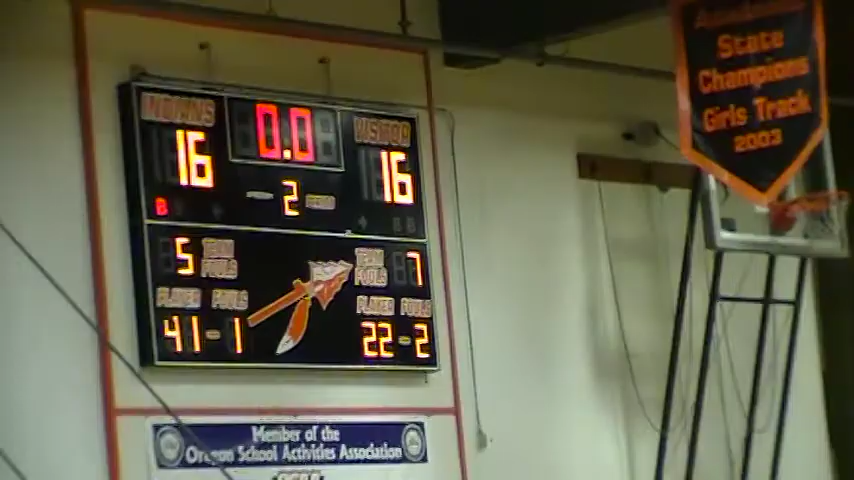 INDIANS
0.0
VISITOR
16
16
2 PERIOD
B
5 TEAM FOULS
TEAM FOULS 7
PLAYER FOULS
PLAYER FOULS
41-1
22-2
Member of the
Oregon School Activities Association
State
Champions
Girls Track
2003